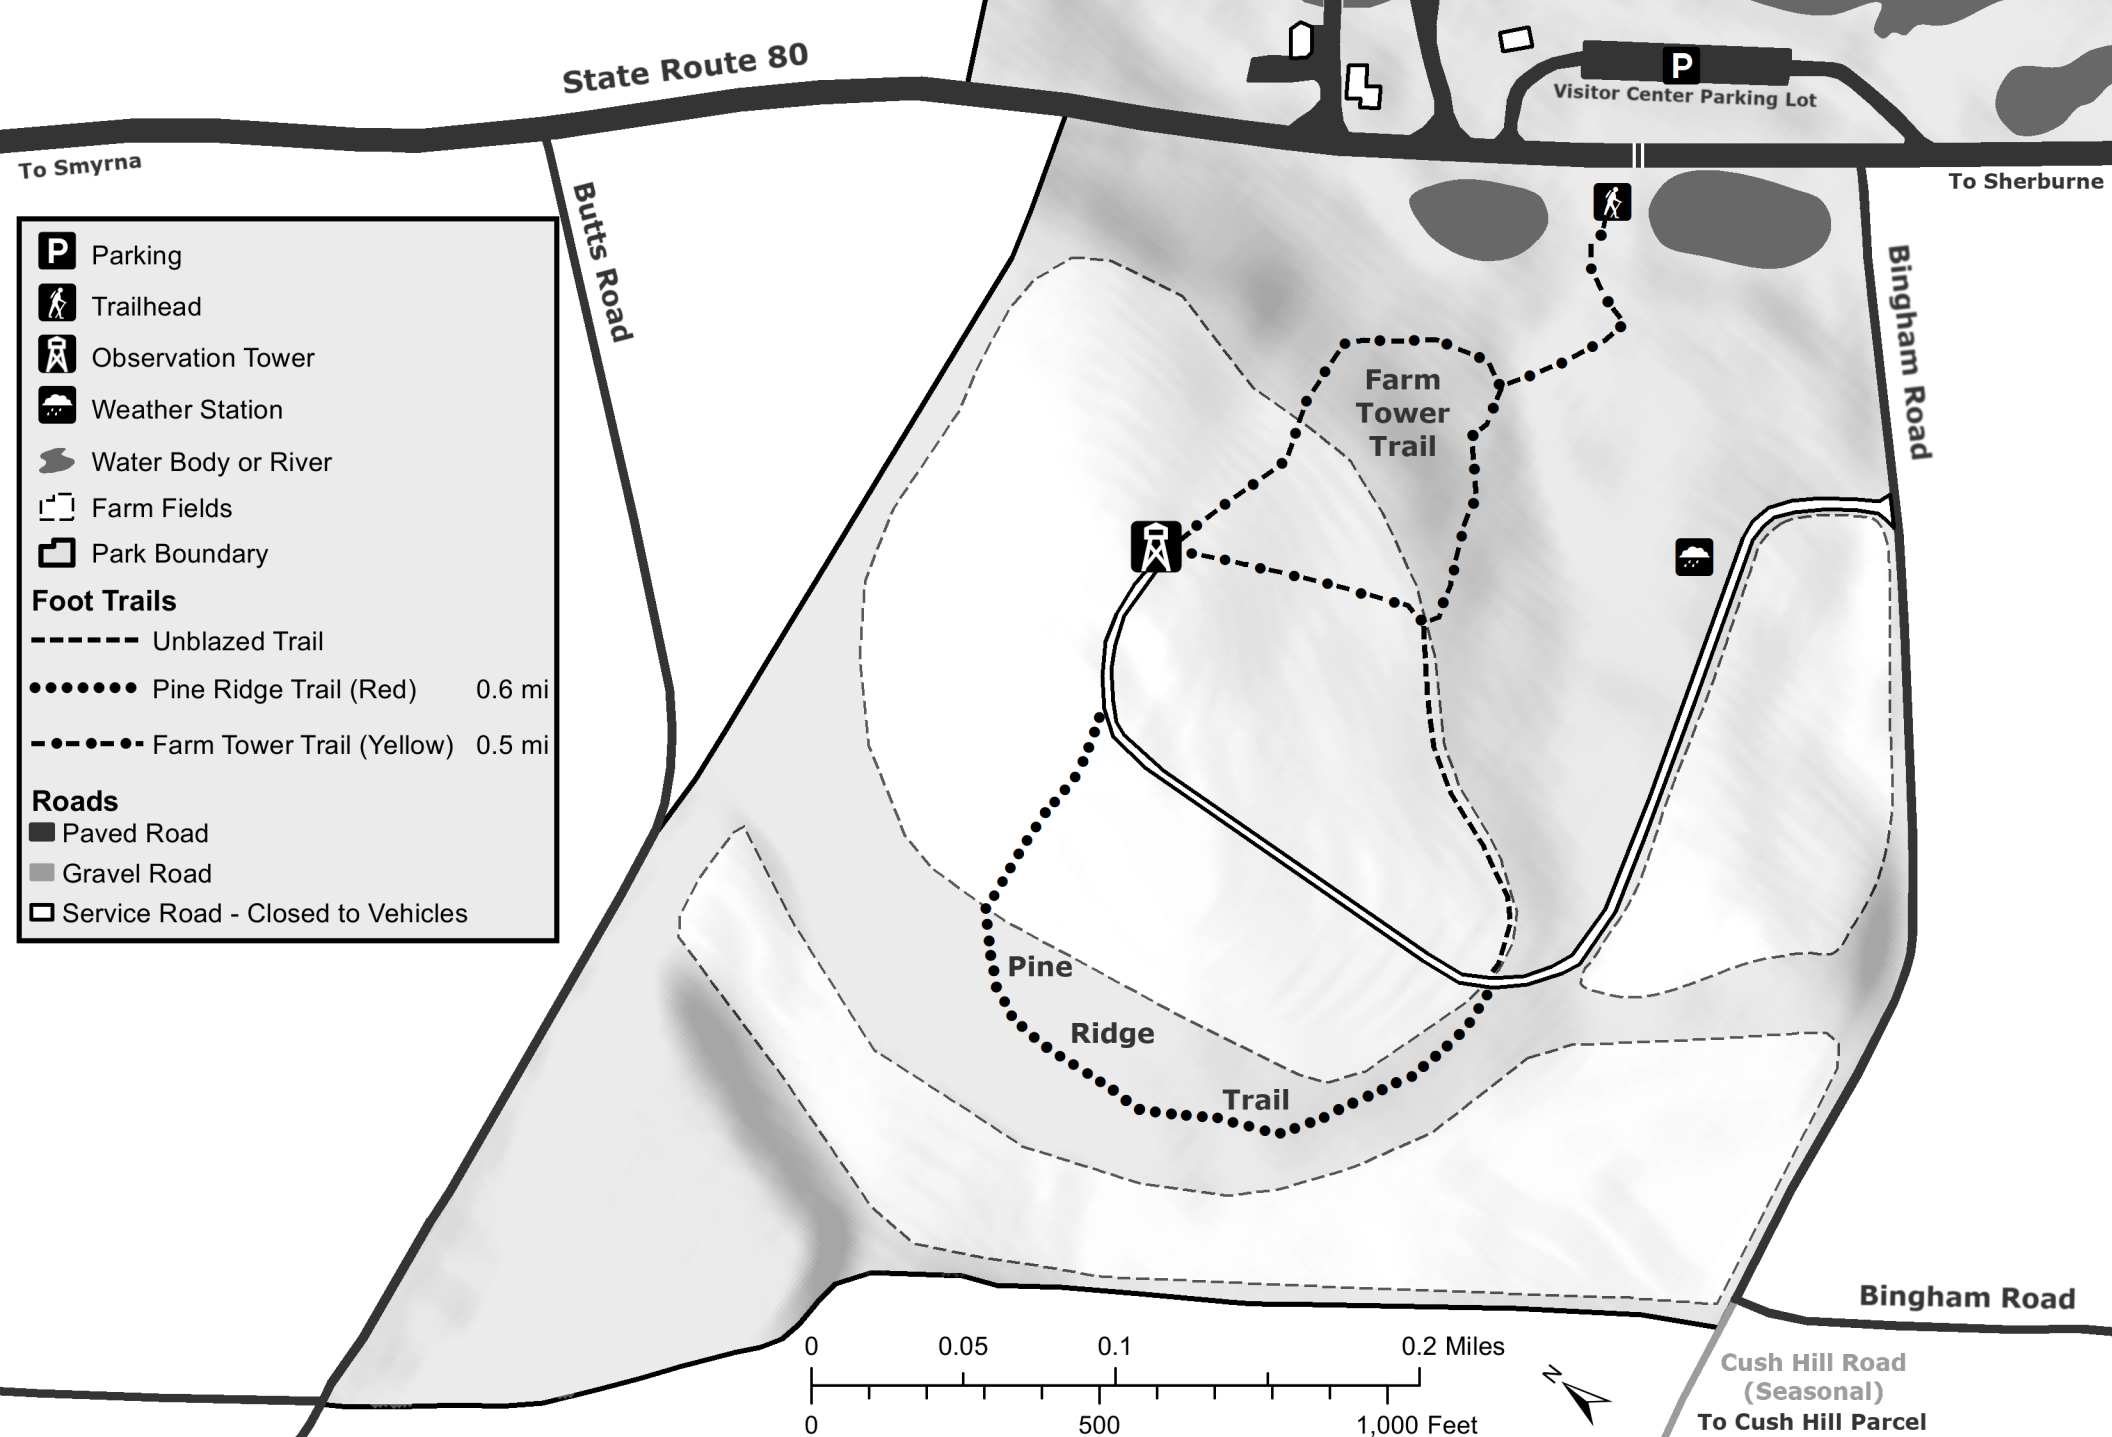 State Route 80
P
Visitor Center Parking Lot
To Smyrna
To Sherburne
Butts Road
Bingham Road
P Parking
Trailhead
Observation Tower
Weather Station
Water Body or River
Farm Fields
Park Boundary
Foot Trails
Unblazed Trail
Pine Ridge Trail (Red) 0.6 mi
Farm Tower Trail (Yellow) 0.5 mi
Roads
Paved Road
Gravel Road
Service Road - Closed to Vehicles
Farm
Tower
Trail
Pine
Ridge
Trail
Bingham Road
0 0.05 0.1 0.2 Miles
0 500 1,000 Feet
N
Cush Hill Road
(Seasonal)
To Cush Hill Parcel